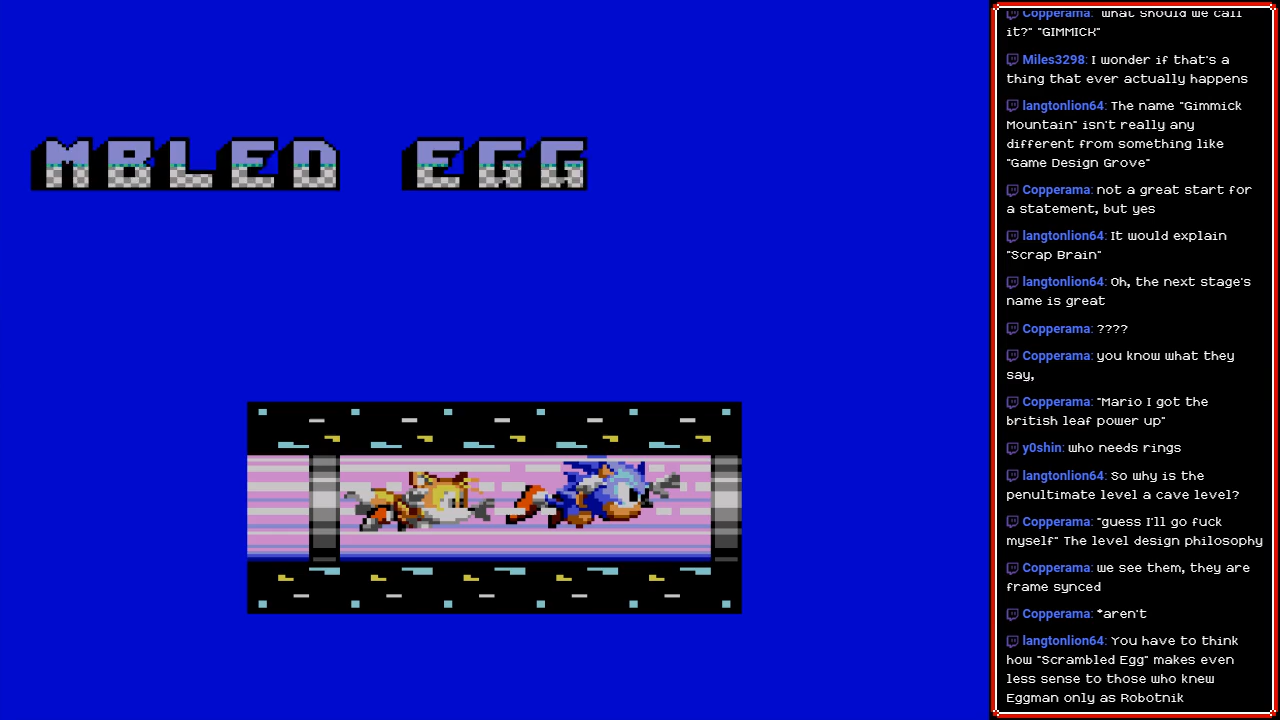 MBLED EGG
Copperama: "what should we call
it?" "GIMMICK"
Miles3298: I wonder if that's a
thing that ever actually happens
langtonlion64: The name "Gimmick
Mountain" isn't really any
different from something like
"Game Design Grove"
Copperama: not a great start for
a statement, but yes
langtonlion64: It would explain
"Scrap Brain"
langtonlion64: Oh, the next stage's
name is great
Copperama: ????
Copperama: you know what they
say,
Copperama: "Mario I got the
british leaf power up"
y0shin: who needs rings
langtonlion64: So why is the
penultimate level a cave level?
Copperama: "guess I'll go fuck
myself" The level design philosophy
Copperama: we see them, they are
frame synced
Copperama: *aren't
langtonlion64: You have to think
how "Scrambled Egg" makes even
less sense to those who knew
Eggman only as Robotnik